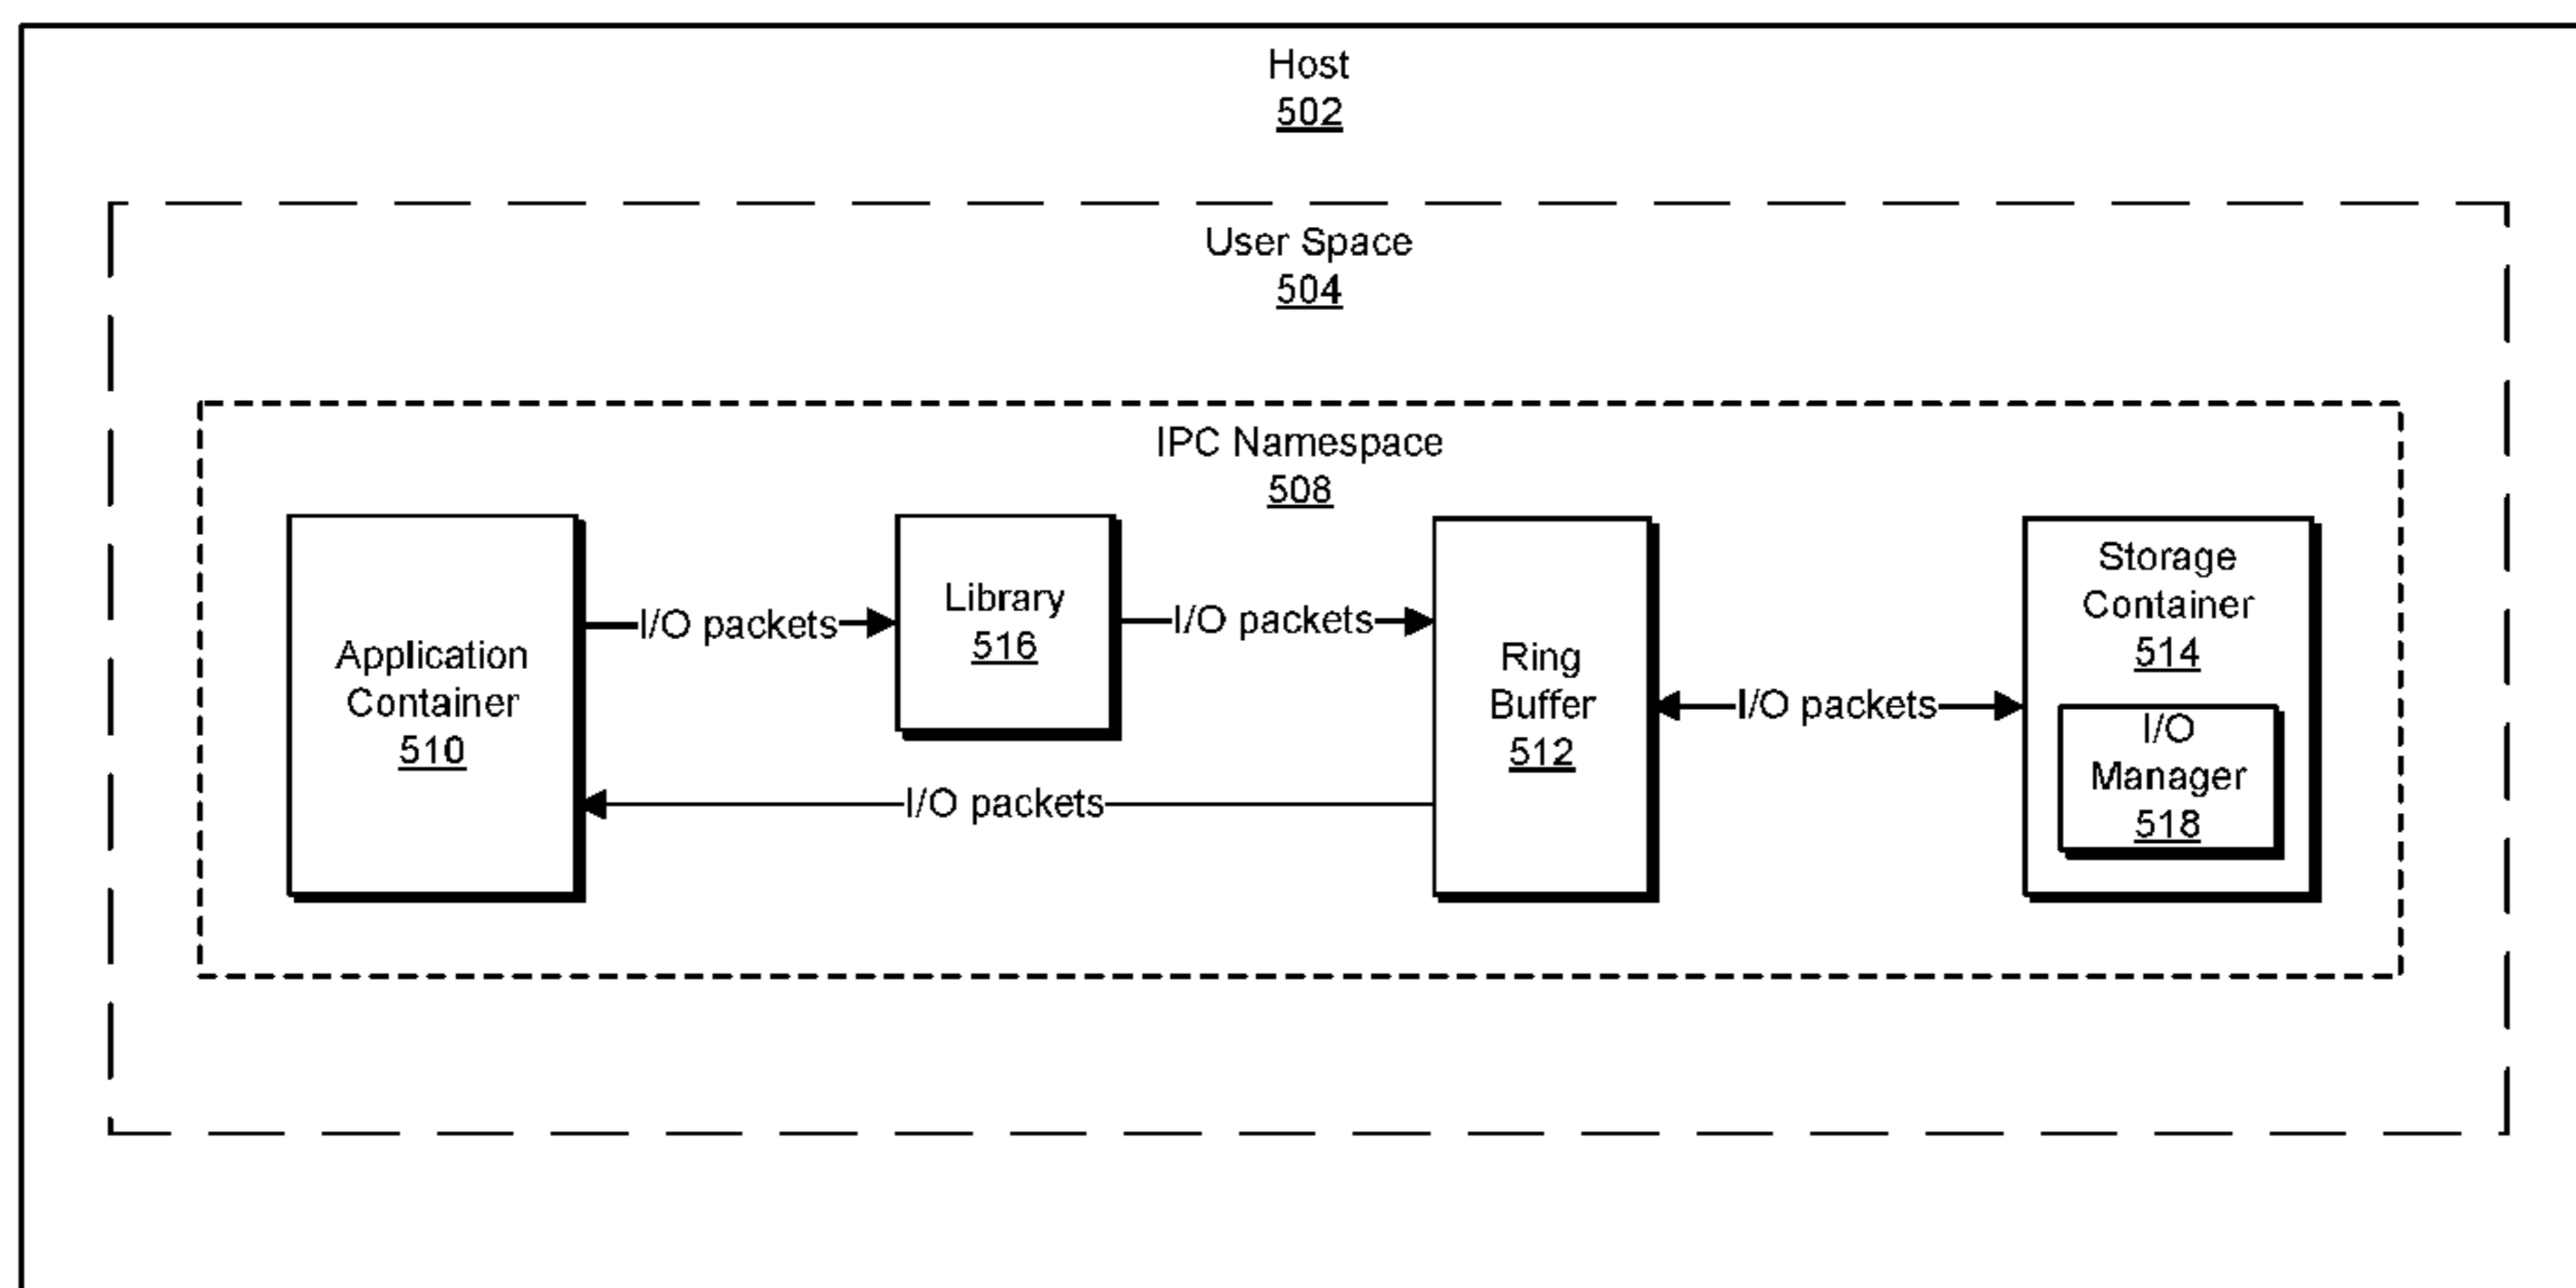 Host
502
User Space
504
IPC Namespace
508
Application
Container
510
I/O packets
Library
516
I/O packets
I/O packets
Ring
Buffer
512
I/O packets
Storage
Container
514
I/O
Manager
518